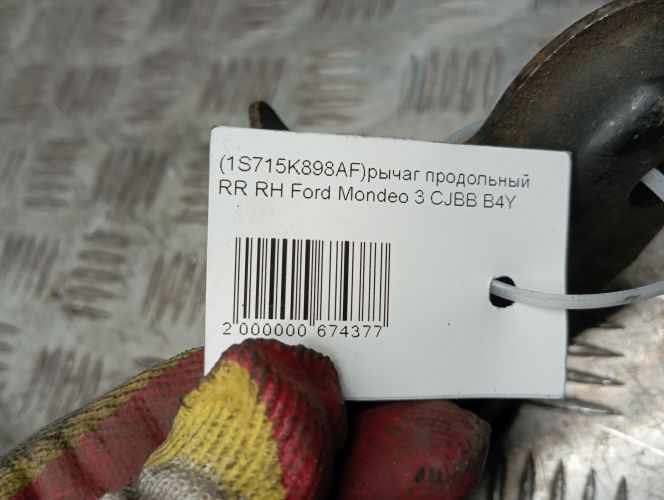 (1S715K898AF)рычаг продольный
RR RH Ford Mondeo 3 CJBB B4Y
2 000000 674377